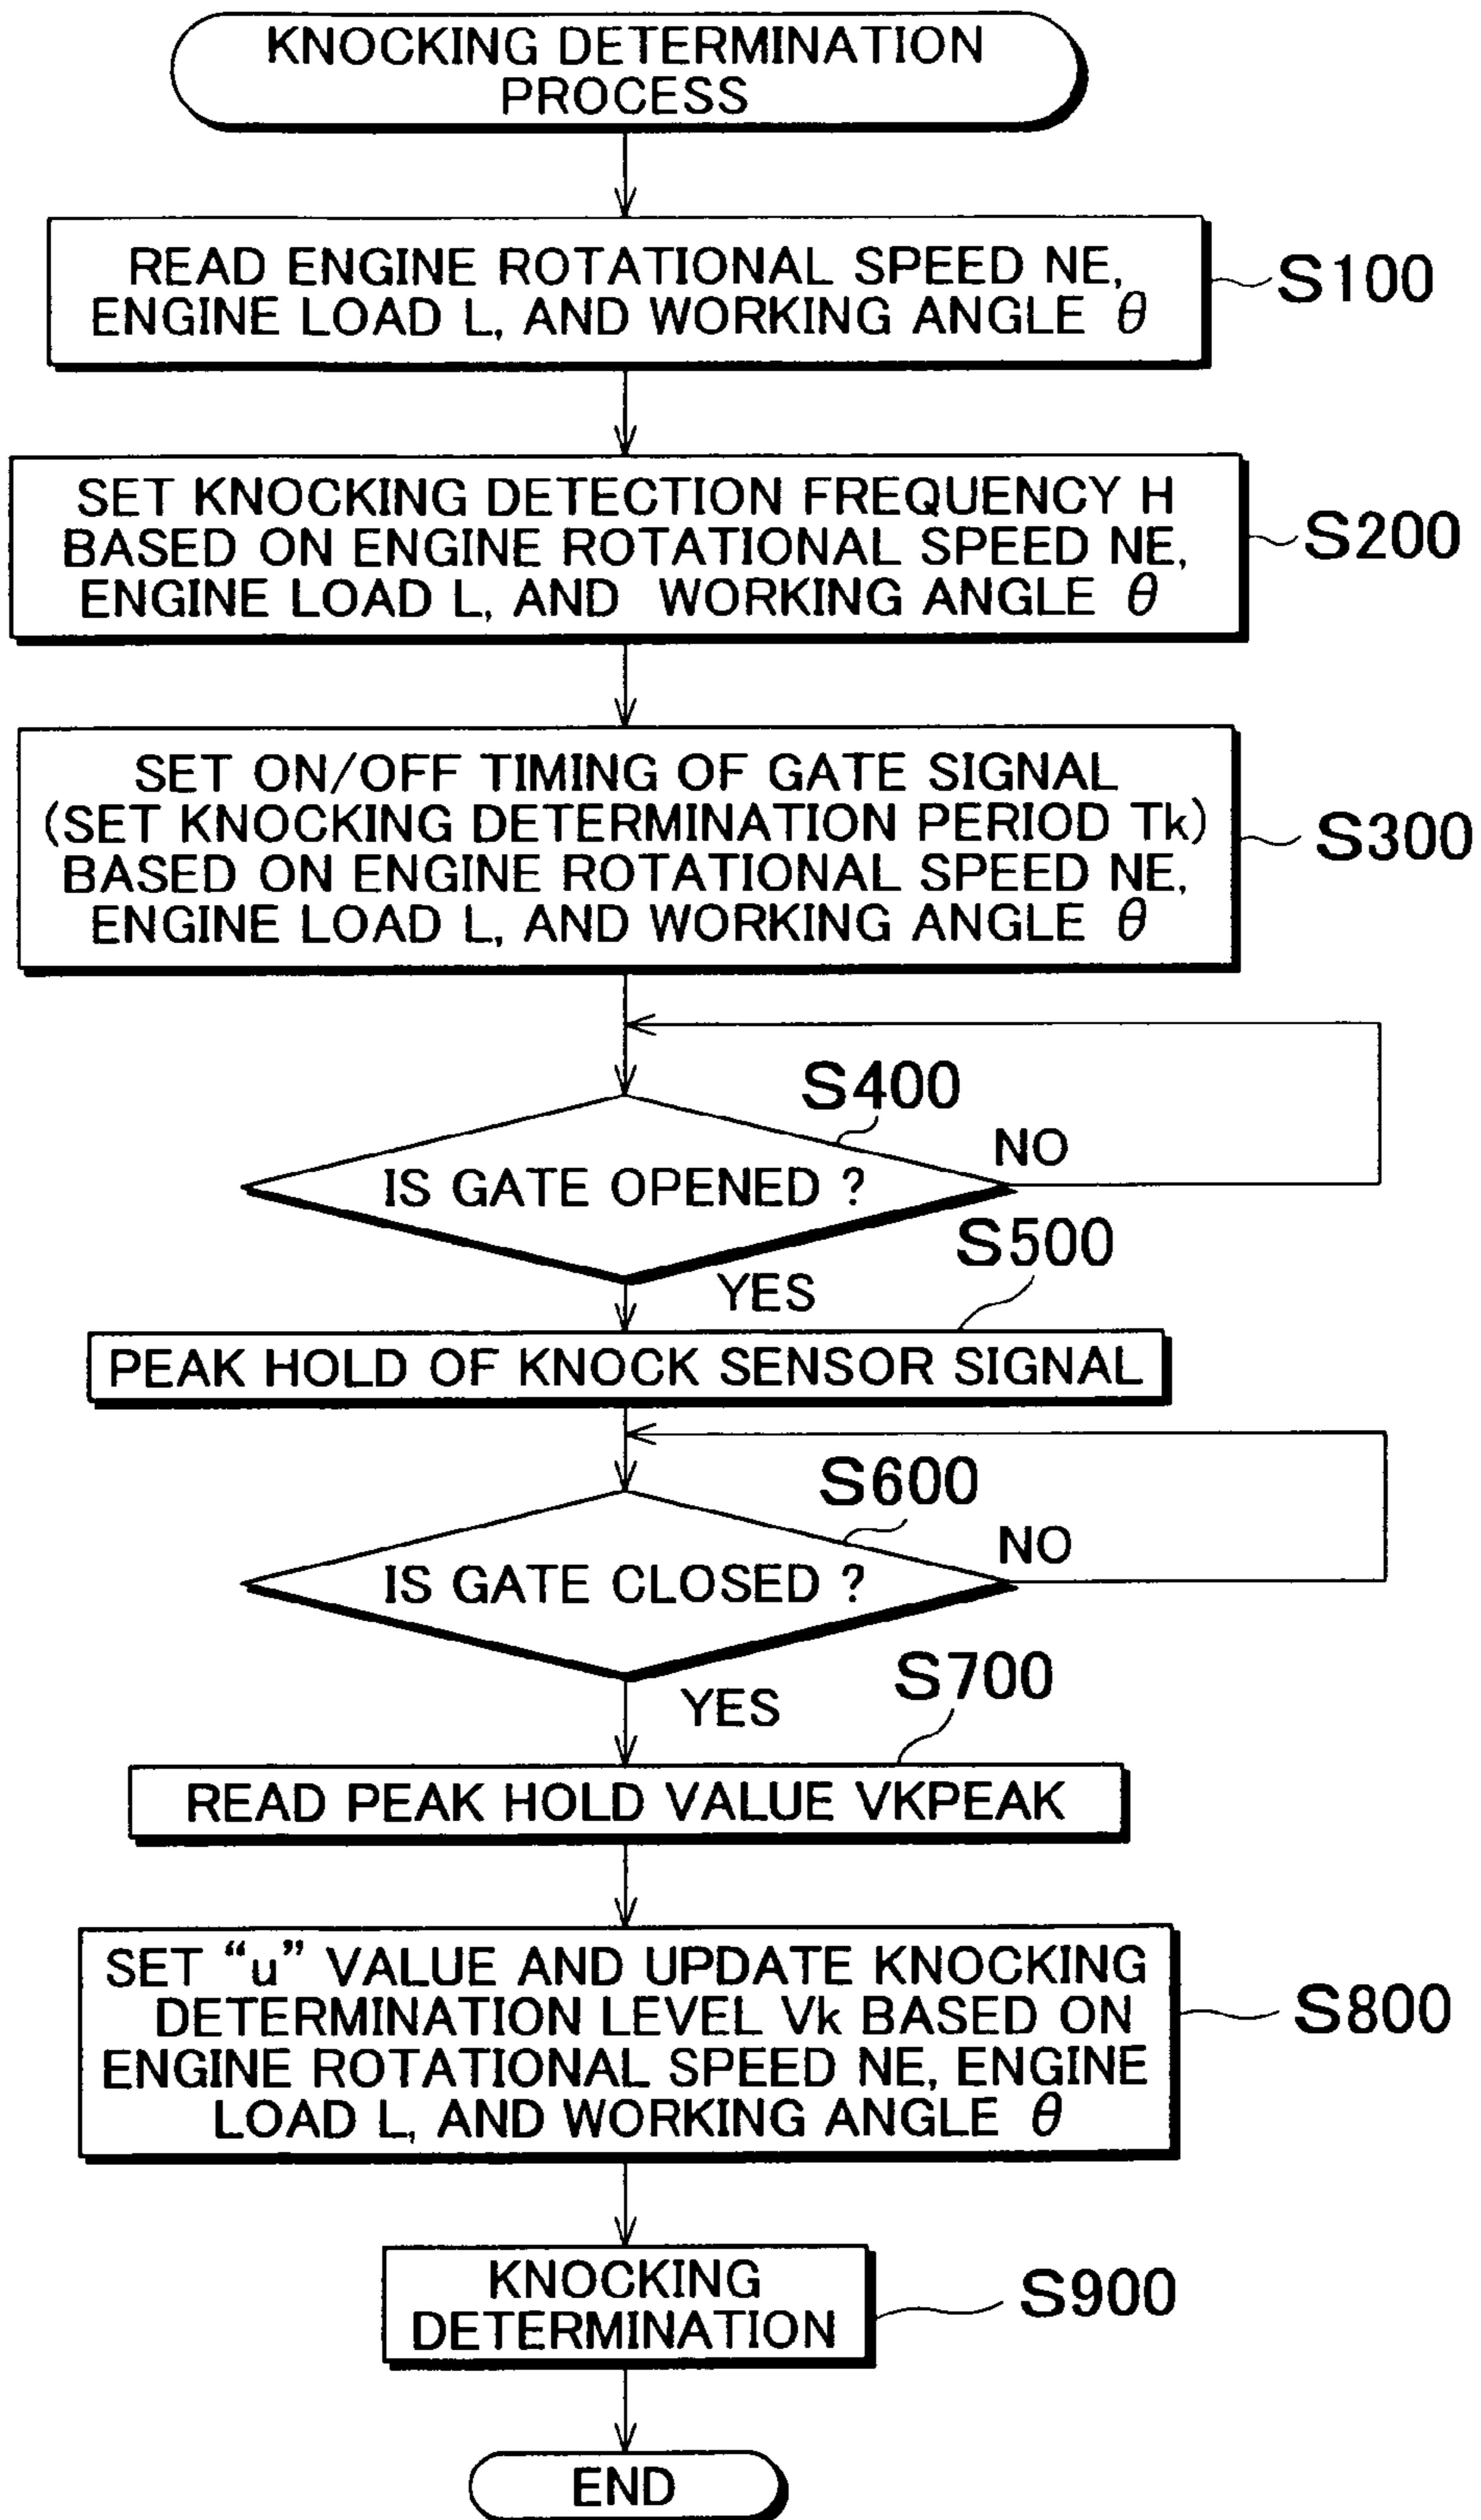 KNOCKING DETERMINATION
PROCESS
READ ENGINE ROTATIONAL SPEED NE,
ENGINE LOAD L, AND WORKING ANGLE θ
S100
SET KNOCKING DETECTION FREQUENCY H
BASED ON ENGINE ROTATIONAL SPEED NE,
ENGINE LOAD L, AND WORKING ANGLE θ
S200
SET ON/OFF TIMING OF GATE SIGNAL
(SET KNOCKING DETERMINATION PERIOD Tk)
BASED ON ENGINE ROTATIONAL SPEED NE,
ENGINE LOAD L, AND WORKING ANGLE θ
S300
S400
NO
IS GATE OPENED ?
S500
YES
PEAK HOLD OF KNOCK SENSOR SIGNAL
S600
NO
IS GATE CLOSED ?
S700
YES
READ PEAK HOLD VALUE VKPEAK
SET “u” VALUE AND UPDATE KNOCKING
DETERMINATION LEVEL Vk BASED ON
ENGINE ROTATIONAL SPEED NE, ENGINE
LOAD L, AND WORKING ANGLE θ
S800
KNOCKING
DETERMINATION
S900
END